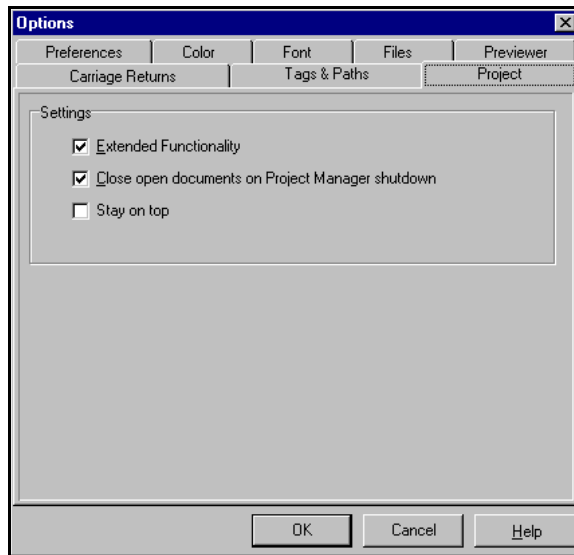 Options
Preferences Color Font Files Previewer
Carriage Returns Tags & Paths Project
Settings
Extended Functionality
Close open documents on Project Manager shutdown
Stay on top
OK Cancel Help